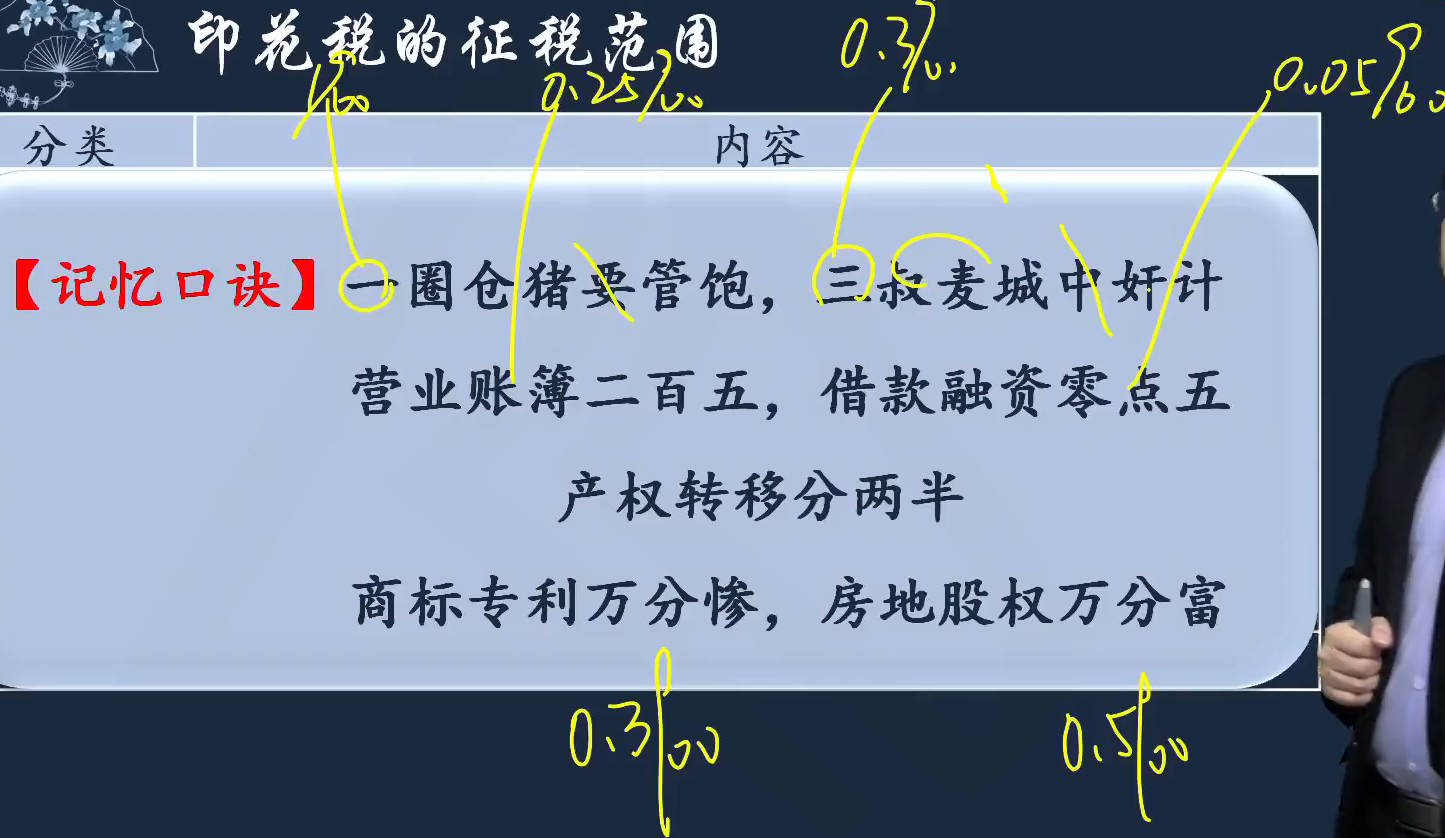 印花税的征税范围
1‰ 0.25‰ 0.3‰ 0.05‰
分类 内容
【记忆口诀】一圈仓猪要管饱，三叔麦城中奸计
营业账簿二百五，借款融资零点五
产权转移分两半
商标专利万分惨，房地股权万分富
0.3‰ 0.5‰